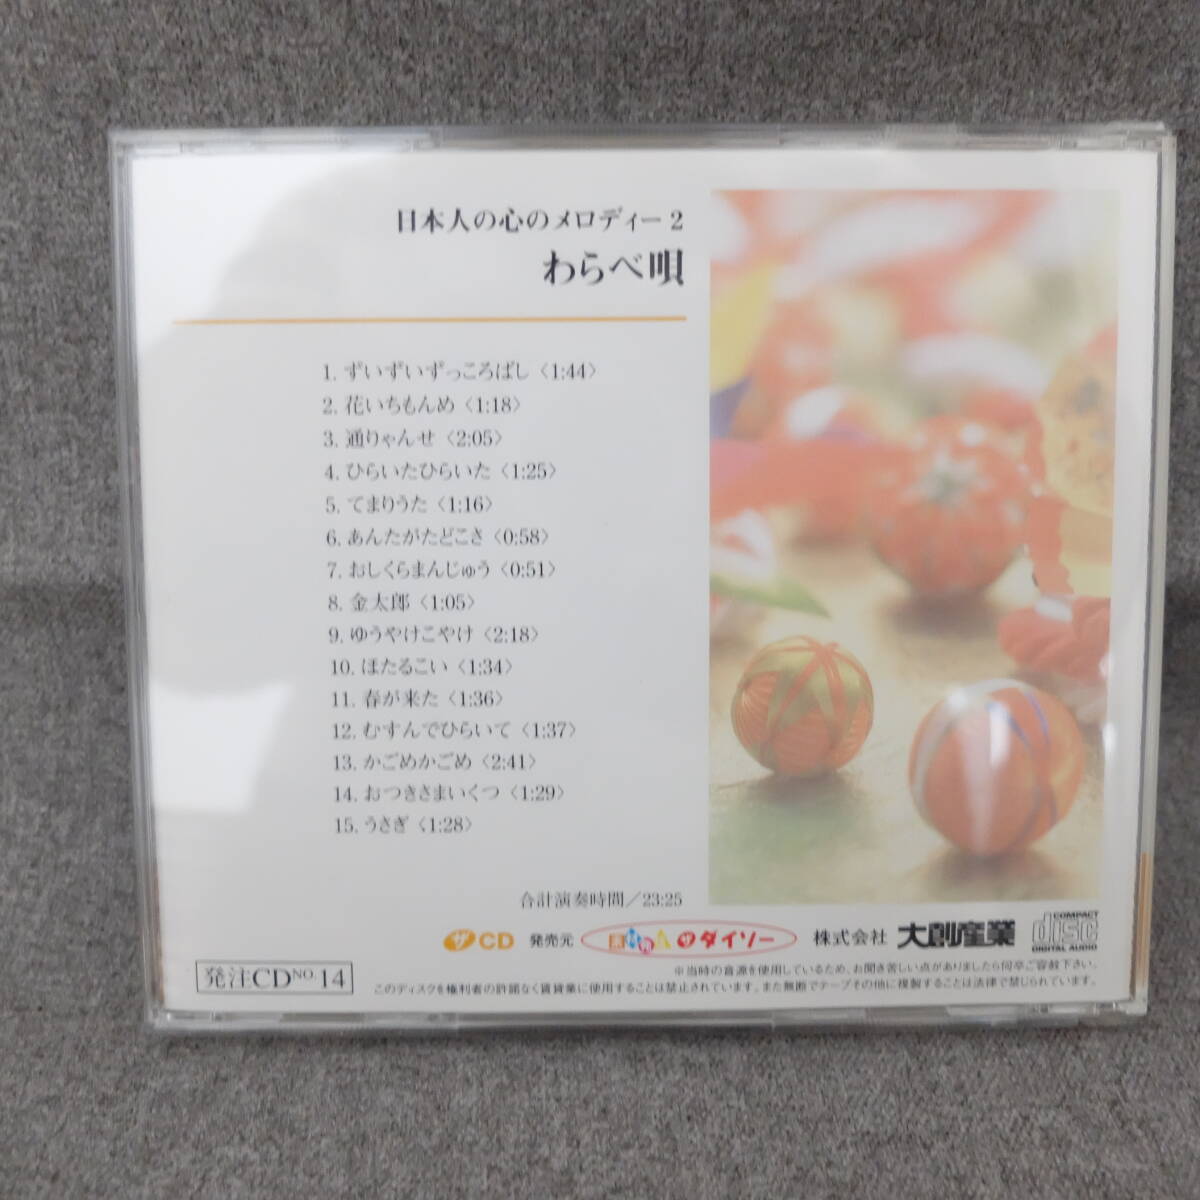 日本人の心のメロディー 2
わらべ唄
1. ずいずいずっころばし〈1:44〉
2. 花いちもんめ〈1:18〉
3. 通りゃんせ〈2:05〉
4. ひらいたひらいた〈1:25〉
5. てまりうた〈1:16〉
6. あんたがたどこさ〈0:58〉
7. おしくらまんじゅう〈0:51〉
8. 金太郎〈1:05〉
9. ゆうやけこやけ〈2:18〉
10. ほたるこい〈1:34〉
11. 春が来た〈1:36〉
12. むすんでひらいて〈1:37〉
13. かごめかごめ〈2:41〉
14. おつきさまいくつ〈1:29〉
15. うさぎ〈1:28〉
合計演奏時間／23:25
ザCD 発売元 ザダイソー 株式会社 大創産業 COMPACT disc DIGITAL AUDIO
※当時の音源を使用しているため、お聞き苦しい点がありましたら何卒ご容赦下さい。
発注CDNO.14
このディスクを権利者の許諾なく賃貸業に使用することは禁止されています。また無断でテープその他に複製することは法律で禁じられています。